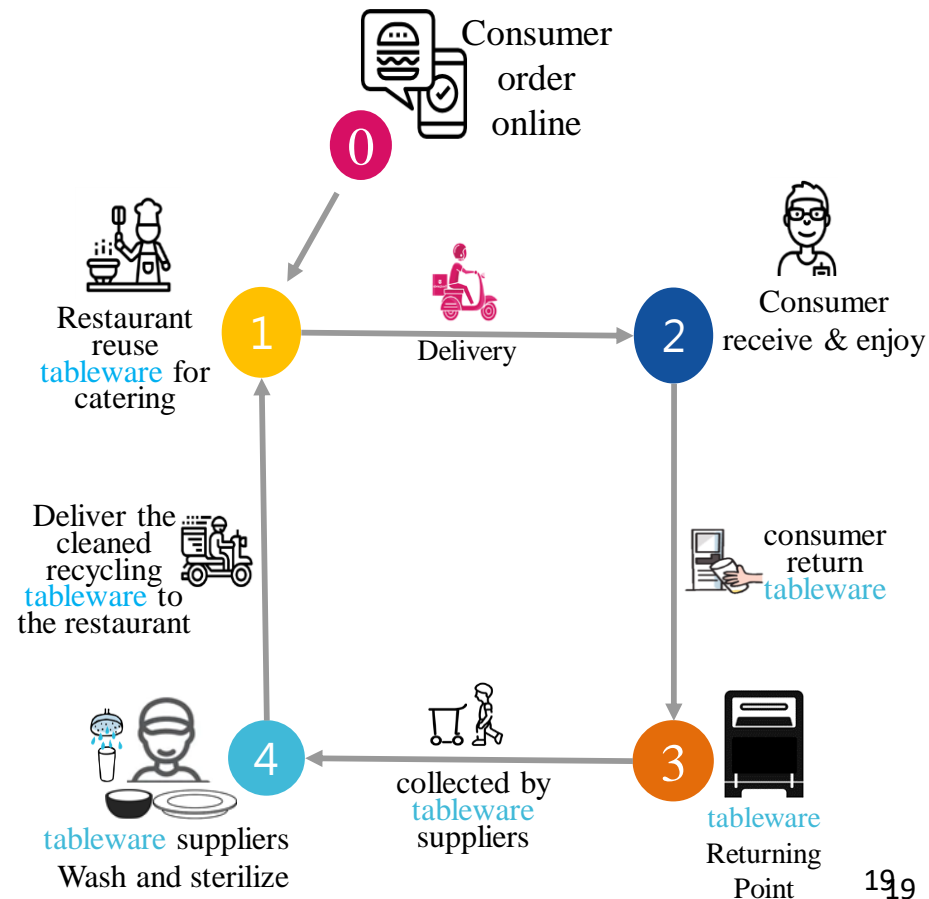 Consumer
order
online
0
Restaurant
reuse
tableware for
catering
1
Delivery
2
Consumer
receive & enjoy
Deliver the
cleaned
recycling
tableware to
the restaurant
consumer
return
tableware
4
tableware suppliers
Wash and sterilize
collected by
tableware
suppliers
3
tableware
Returning
Point
19
19